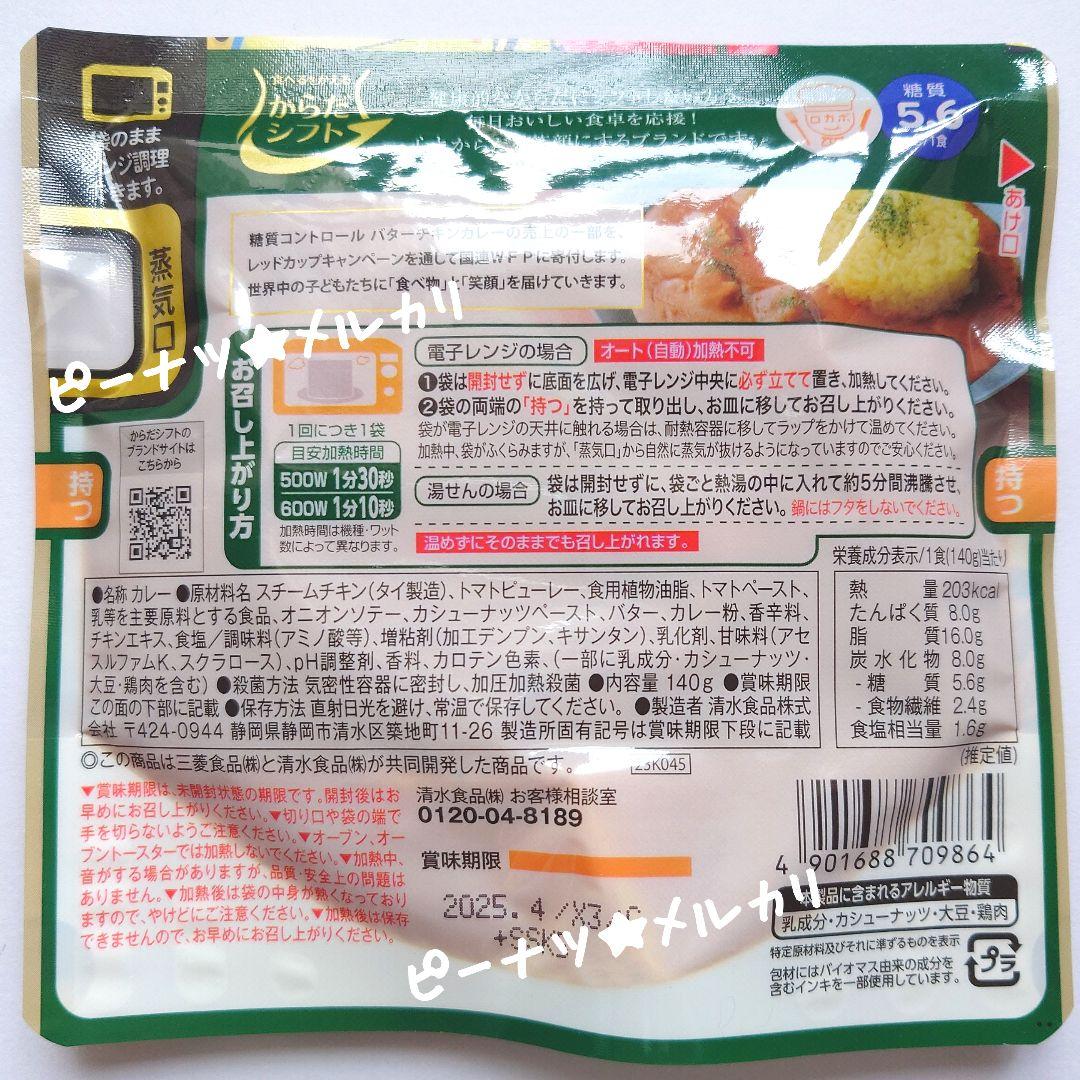 食べるをかえる
からだ
シフト
毎日おいしい食卓を応援！
笑顔にするブランドです。
ロカボ
糖質
5.6
/1食
袋のまま
レンジ調理
できます。
蒸気口
あけ口
糖質コントロール バターチキンカレーの売上の一部を、
レッドカップキャンペーンを通して国連WFPに寄付します。
世界中の子どもたちに「食べ物」と「笑顔」を届けていきます。
ピーナツ★メルカリ
お召し上がり方
電子レンジの場合 オート(自動)加熱不可
❶袋は開封せずに底面を広げ、電子レンジ中央に必ず立てて置き、加熱してください。
❷袋の両端の「持つ」を持って取り出し、お皿に移してお召し上がりください。
袋が電子レンジの天井に触れる場合は、耐熱容器に移してラップをかけて温めてください。
加熱中、袋がふくらみますが、「蒸気口」から自然に蒸気が抜けるようになっていますのでご安心ください。
1回につき1袋
目安加熱時間
500W 1分30秒
600W 1分10秒
加熱時間は機種・ワット
数によって異なります。
湯せんの場合
袋は開封せずに、袋ごと熱湯の中に入れて約5分間沸騰させ、
お皿に移してお召し上がりください。鍋にはフタをしないでください。
温めずにそのままでも召し上がれます。
からだシフトの
ブランドサイトは
こちらから
持つ
持つ
●名称 カレー ●原材料名 スチームチキン(タイ製造)、トマトピューレー、食用植物油脂、トマトペースト、
乳等を主要原料とする食品、オニオンソテー、カシューナッツペースト、バター、カレー粉、香辛料、
チキンエキス、食塩／調味料(アミノ酸等)、増粘剤(加工デンプン、キサンタン)、乳化剤、甘味料(アセ
スルファムK、スクラロース)、pH調整剤、香料、カロテン色素、(一部に乳成分・カシューナッツ・
大豆・鶏肉を含む) ●殺菌方法 気密性容器に密封し、加圧加熱殺菌 ●内容量 140g ●賞味期限
この面の下部に記載 ●保存方法 直射日光を避け、常温で保存してください。 ●製造者 清水食品株式
会社 〒424-0944 静岡県静岡市清水区築地町11-26 製造所固有記号は賞味期限下段に記載
栄養成分表示/1食(140g)当たり
熱量 203kcal
たんぱく質 8.0g
脂質 16.0g
炭水化物 8.0g
- 糖質 5.6g
- 食物繊維 2.4g
食塩相当量 1.6g
(推定値)
◎この商品は三菱食品㈱と清水食品㈱が共同開発した商品です。
23K045
▼賞味期限は、未開封状態の期限です。開封後はお
早めにお召し上がりください。▼切り口や袋の端で
手を切らないようご注意ください。▼オーブン、オー
ブントースターでは加熱しないでください。▼加熱中、
音がする場合がありますが、品質・安全上の問題は
ありません。▼加熱後は袋の中身が熱くなっており
ますので、やけどにご注意ください。▼加熱後は保存
できませんので、お早めにお召し上がりください。
清水食品㈱ お客様相談室
0120-04-8189
賞味期限
2025.4
4 901688 709864
本製品に含まれるアレルギー物質
乳成分・カシューナッツ・大豆・鶏肉
特定原材料及びそれに準ずるものを表示
包材にはバイオマス由来の成分を
含むインキを一部使用しています。
プラ
ピーナツ★メルカリ